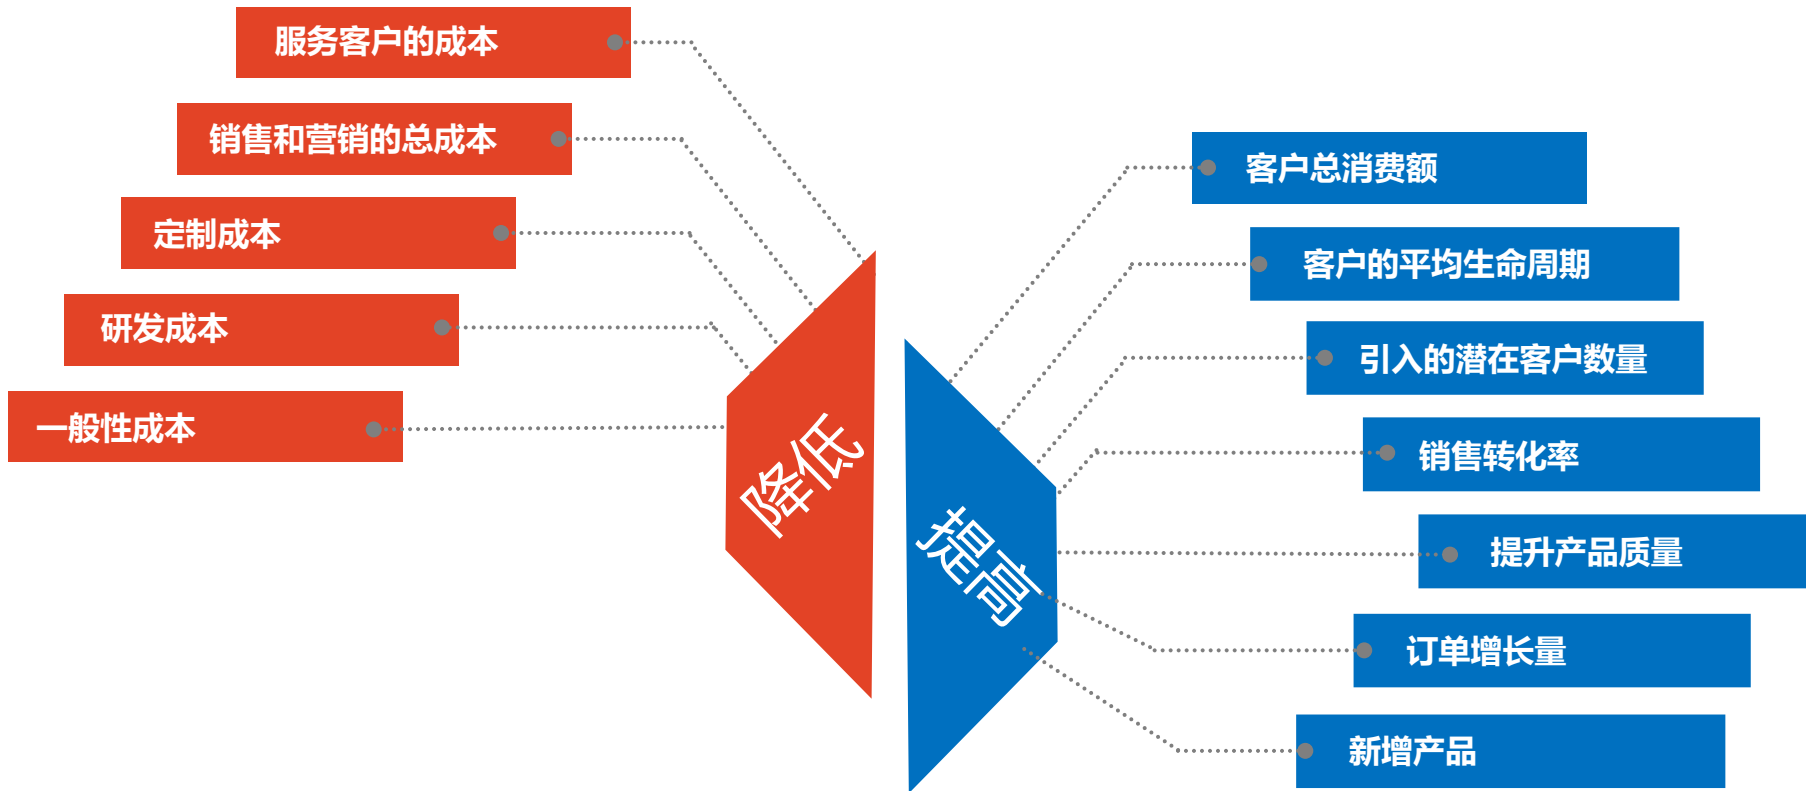 服务客户的成本
销售和营销的总成本
定制成本
研发成本
一般性成本
降低
提高
客户总消费额
客户的平均生命周期
引入的潜在客户数量
销售转化率
提升产品质量
订单增长量
新增产品